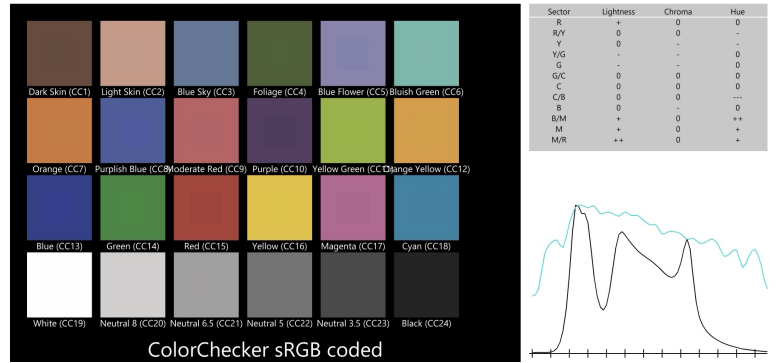 Dark Skin (CC1) Light Skin (CC2) Blue Sky (CC3) Foliage (CC4) Blue Flower (CC5) Bluish Green (CC6)
Orange (CC7) Purplish Blue (CC8) Moderate Red (CC9) Purple (CC10) Yellow Green (CC11) Orange Yellow (CC12)
Blue (CC13) Green (CC14) Red (CC15) Yellow (CC16) Magenta (CC17) Cyan (CC18)
White (CC19) Neutral 8 (CC20) Neutral 6.5 (CC21) Neutral 5 (CC22) Neutral 3.5 (CC23) Black (CC24)
ColorChecker sRGB coded
Sector Lightness Chroma Hue
R + 0 0
R/Y 0 0 -
Y 0 - -
Y/G - - 0
G - - 0
G/C 0 0 0
C 0 0 0
C/B 0 0 ---
B 0 - 0
B/M + 0 ++
M + 0 +
M/R ++ 0 +